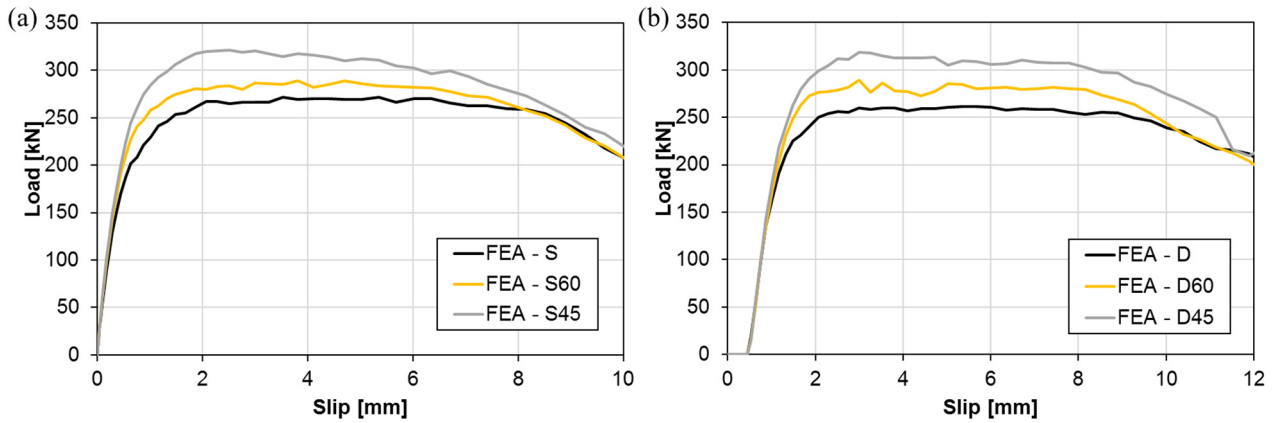 (a)
Load [kN]
350
300
250
200
150
100
50
0
0 2 4 6 8 10
Slip [mm]
FEA - S
FEA - S60
FEA - S45
(b)
Load [kN]
350
300
250
200
150
100
50
0
0 2 4 6 8 10 12
Slip [mm]
FEA - D
FEA - D60
FEA - D45